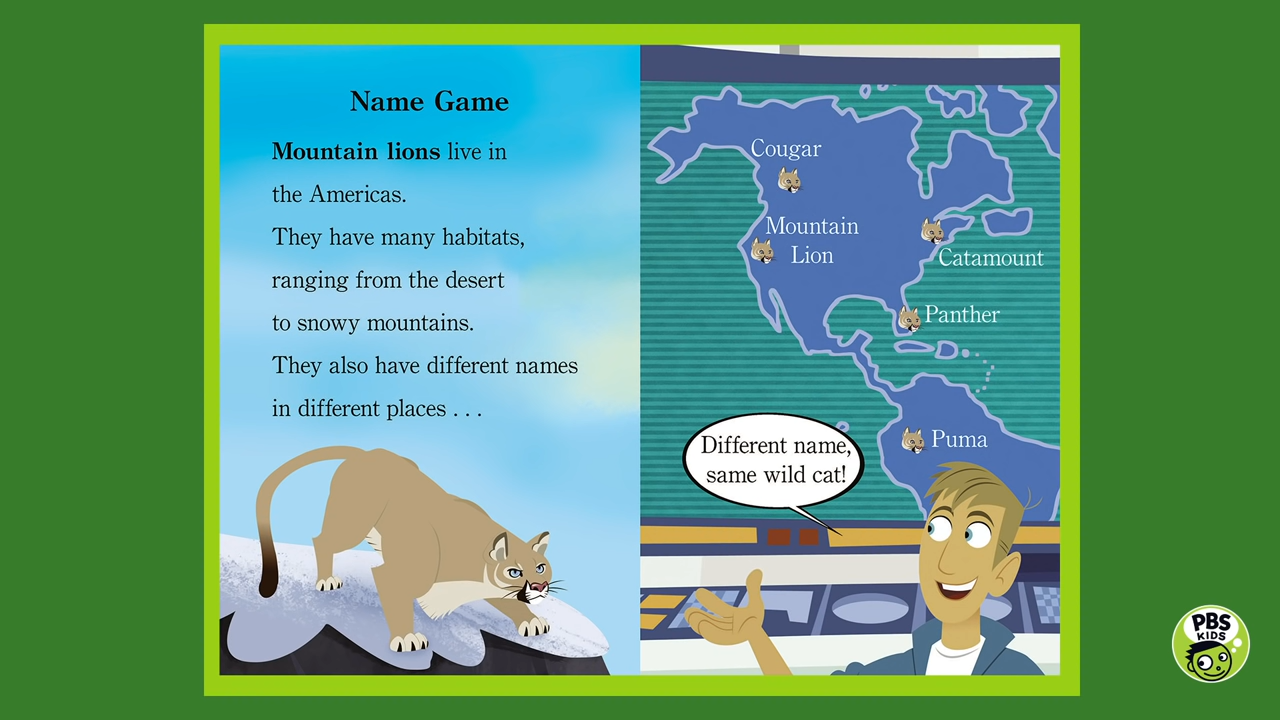 Name Game
Mountain lions live in
the Americas.
They have many habitats,
ranging from the desert
to snowy mountains.
They also have different names
in different places . . .
Cougar
Mountain
Lion
Catamount
Panther
Puma
Different name,
same wild cat!
PBS
KIDS